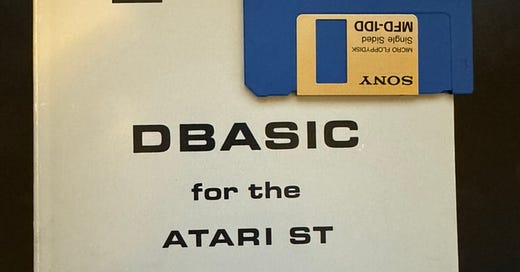 SONY
MICRO FLOPPYDISK
Single Sided
MFD-1DD
DBASIC
for the
ATARI ST